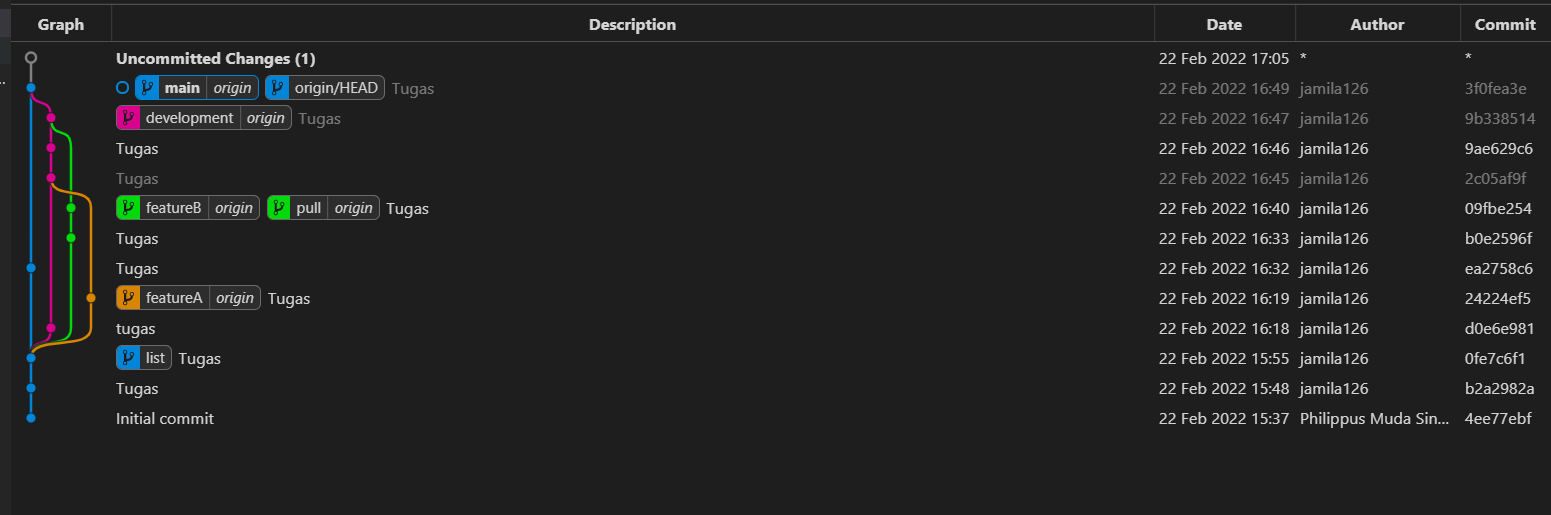 Graph Description Date Author Commit
Uncommitted Changes (1) 22 Feb 2022 17:05 * *
main origin origin/HEAD Tugas 22 Feb 2022 16:49 jamila126 3f0fea3e
development origin Tugas 22 Feb 2022 16:47 jamila126 9b338514
Tugas 22 Feb 2022 16:46 jamila126 9ae629c6
Tugas 22 Feb 2022 16:45 jamila126 2c05af9f
featureB origin pull origin Tugas 22 Feb 2022 16:40 jamila126 09fbe254
Tugas 22 Feb 2022 16:33 jamila126 b0e2596f
Tugas 22 Feb 2022 16:32 jamila126 ea2758c6
featureA origin Tugas 22 Feb 2022 16:19 jamila126 24224ef5
tugas 22 Feb 2022 16:18 jamila126 d0e6e981
list Tugas 22 Feb 2022 15:55 jamila126 0fe7c6f1
Tugas 22 Feb 2022 15:48 jamila126 b2a2982a
Initial commit 22 Feb 2022 15:37 Philippus Muda Sin... 4ee77ebf